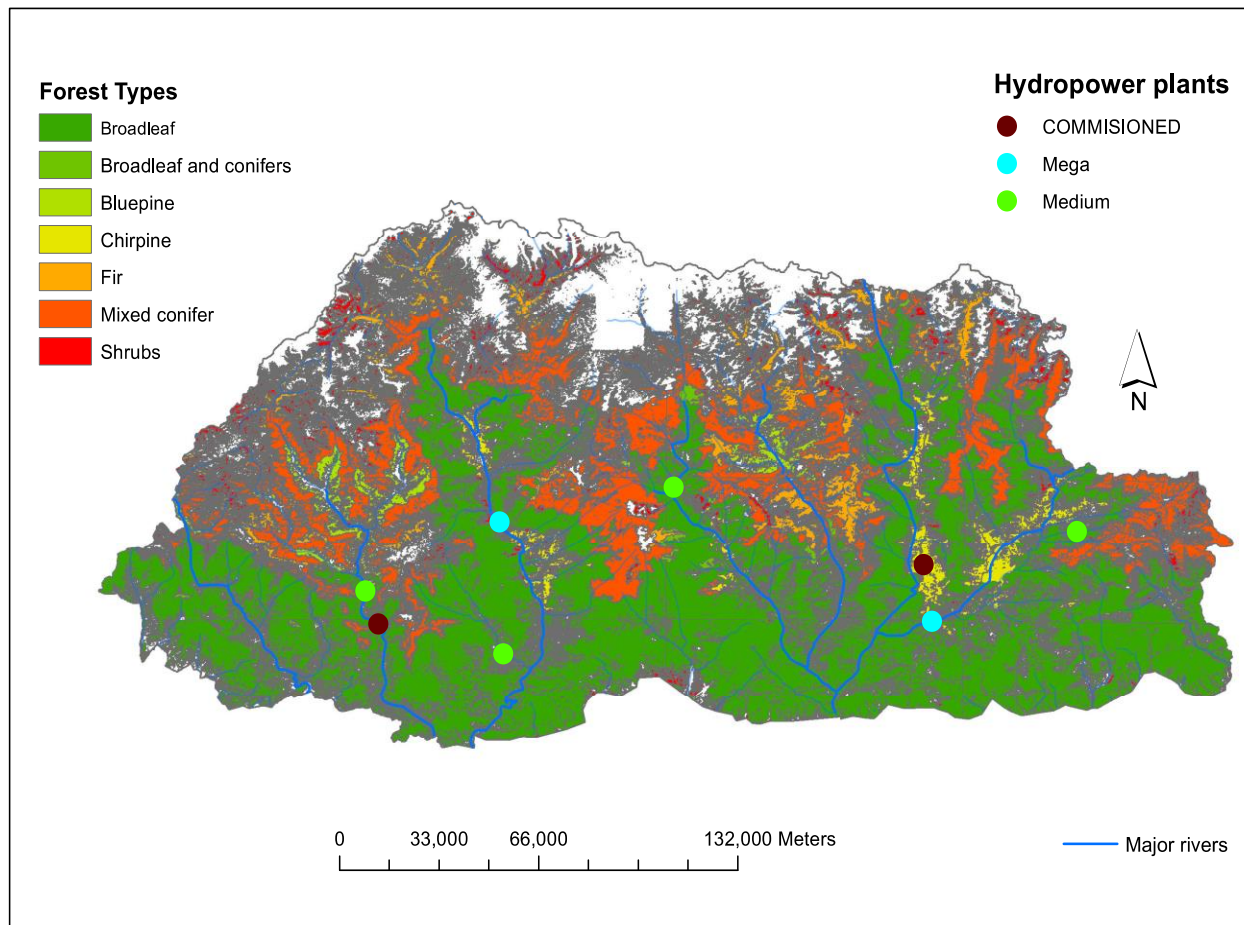 Forest Types
Broadleaf
Broadleaf and conifers
Bluepine
Chirpine
Fir
Mixed conifer
Shrubs
Hydropower plants
COMMISIONED
Mega
Medium
N
0 33,000 66,000 132,000 Meters
Major rivers